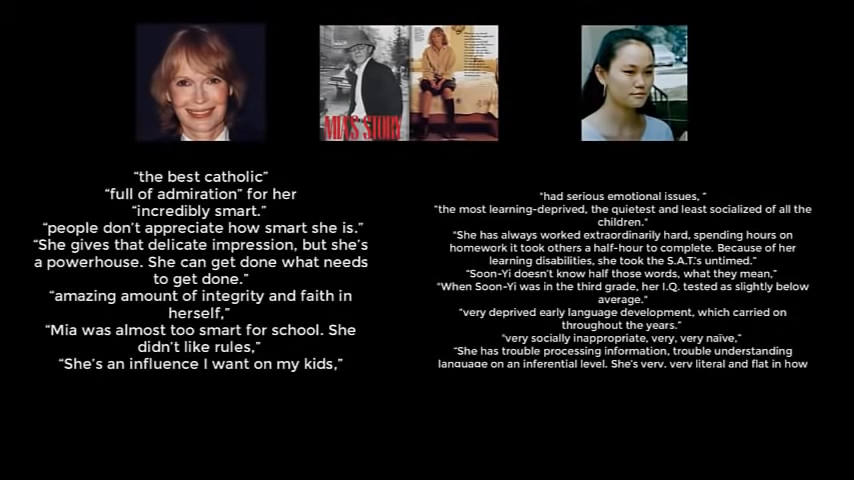 MIA'S STORY
"the best catholic"
"full of admiration" for her
"incredibly smart."
"people don't appreciate how smart she is."
"She gives that delicate impression, but she's
a powerhouse. She can get done what needs
to get done."
"amazing amount of integrity and faith in
herself,"
"Mia was almost too smart for school. She
didn't like rules,"
"She's an influence I want on my kids,"
"had serious emotional issues, "
"the most learning-deprived, the quietest and least socialized of all the
children."
"She has always worked extraordinarily hard, spending hours on
homework it took others a half-hour to complete. Because of her
learning disabilities, she took the S.A.T.'s untimed."
"Soon-Yi doesn't know half those words, what they mean,"
"When Soon-Yi was in the third grade, her I.Q. tested as slightly below
average."
"very deprived early language development, which carried on
throughout the years."
"very socially inappropriate, very, very naïve,"
"She has trouble processing information, trouble understanding
language on an inferential level. She's very, very literal and flat in how